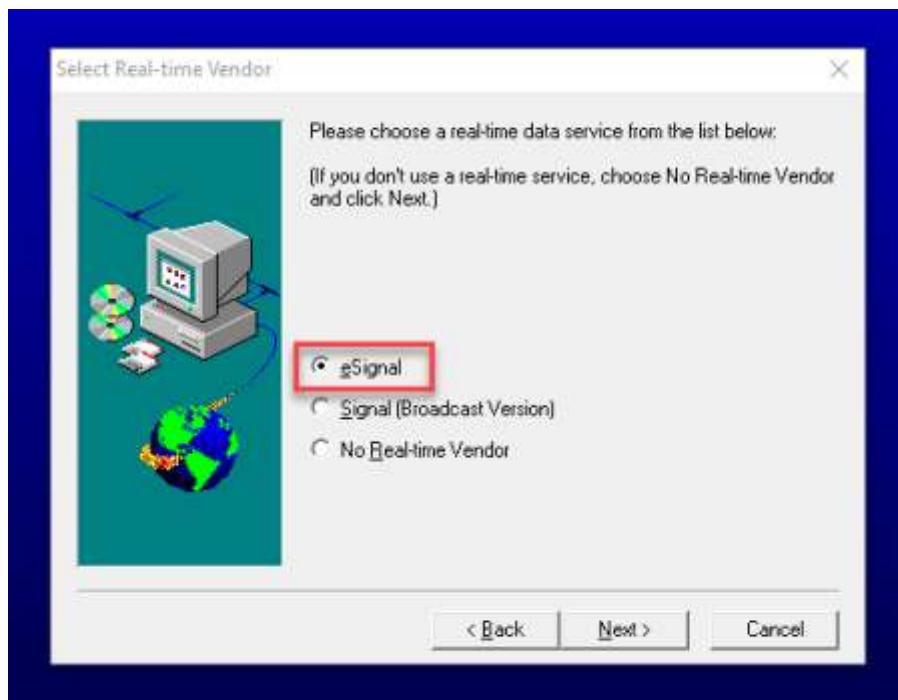 Select Real-time Vendor
Please choose a real-time data service from the list below:
(If you don't use a real-time service, choose No Real-time Vendor
and click Next.)
eSignal
Signal (Broadcast Version)
No Real-time Vendor
< Back
Next >
Cancel